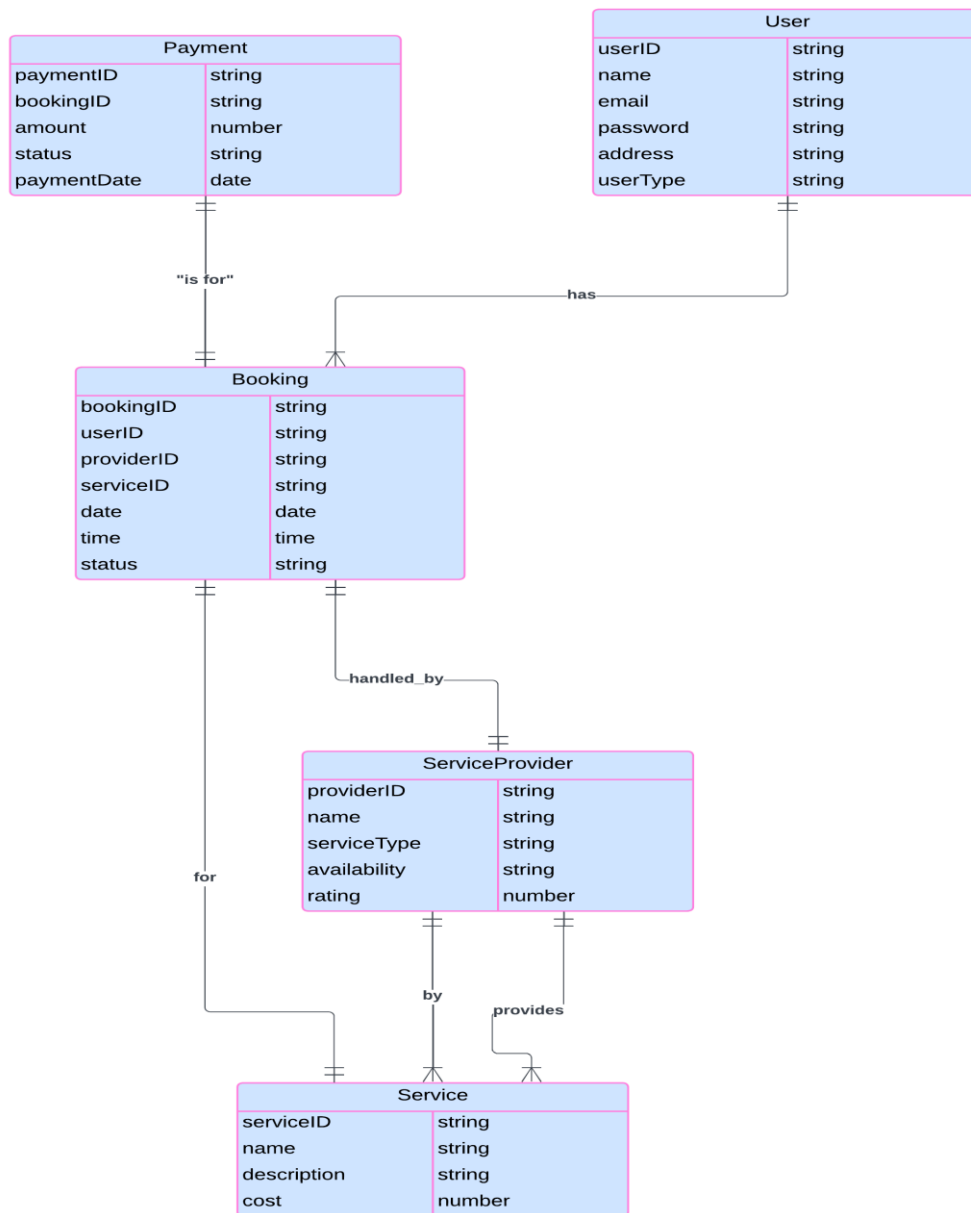 Payment
paymentID string
bookingID string
amount number
status string
paymentDate date
User
userID string
name string
email string
password string
address string
userType string
"is for"
has
Booking
bookingID string
userID string
providerID string
serviceID string
date date
time time
status string
handled_by
ServiceProvider
providerID string
name string
serviceType string
availability string
rating number
for
by
provides
Service
serviceID string
name string
description string
cost number